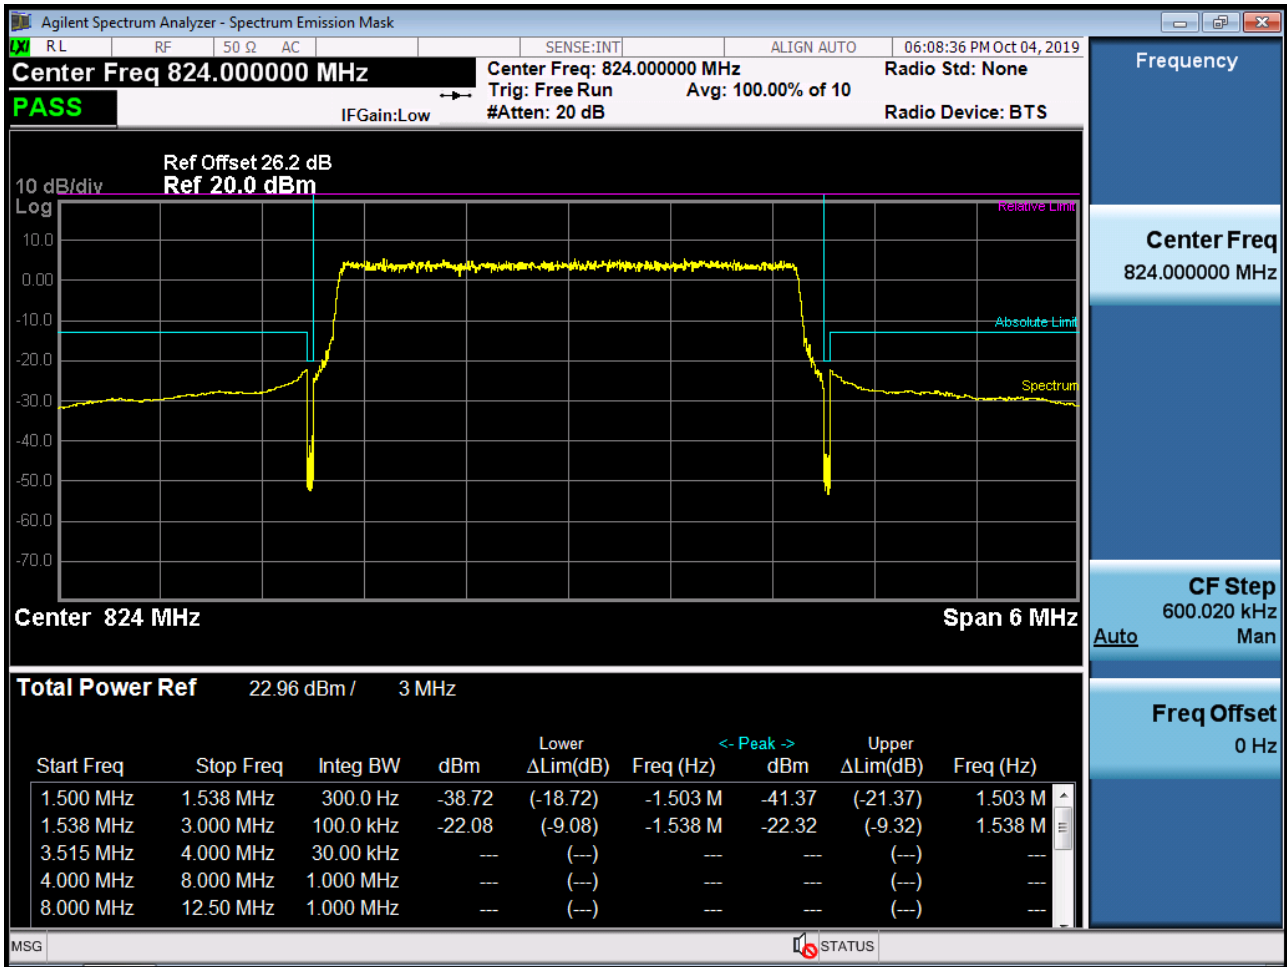 Agilent Spectrum Analyzer - Spectrum Emission Mask
LXI RL RF 50 Ω AC SENSE:INT ALIGN AUTO 06:08:36 PM Oct 04, 2019
Center Freq 824.000000 MHz
Center Freq: 824.000000 MHz
Radio Std: None
Trig: Free Run Avg: 100.00% of 10
PASS
IFGain:Low
#Atten: 20 dB
Radio Device: BTS
Ref Offset 26.2 dB
10 dB/div Ref 20.0 dBm
Log
Relative Limit
10.0
0.00
-10.0
Absolute Limit
-20.0
Spectrum
-30.0
-40.0
-50.0
-60.0
-70.0
Center 824 MHz Span 6 MHz
Total Power Ref 22.96 dBm / 3 MHz
Lower <- Peak -> Upper
Start Freq Stop Freq Integ BW dBm ΔLim(dB) Freq (Hz) dBm ΔLim(dB) Freq (Hz)
1.500 MHz 1.538 MHz 300.0 Hz -38.72 (-18.72) -1.503 M -41.37 (-21.37) 1.503 M
1.538 MHz 3.000 MHz 100.0 kHz -22.08 (-9.08) -1.538 M -22.32 (-9.32) 1.538 M
3.515 MHz 4.000 MHz 30.00 kHz --- (---) --- --- (---) ---
4.000 MHz 8.000 MHz 1.000 MHz --- (---) --- --- (---) ---
8.000 MHz 12.50 MHz 1.000 MHz --- (---) --- --- (---) ---
MSG STATUS
Frequency
Center Freq
824.000000 MHz
CF Step
600.020 kHz
Auto Man
Freq Offset
0 Hz